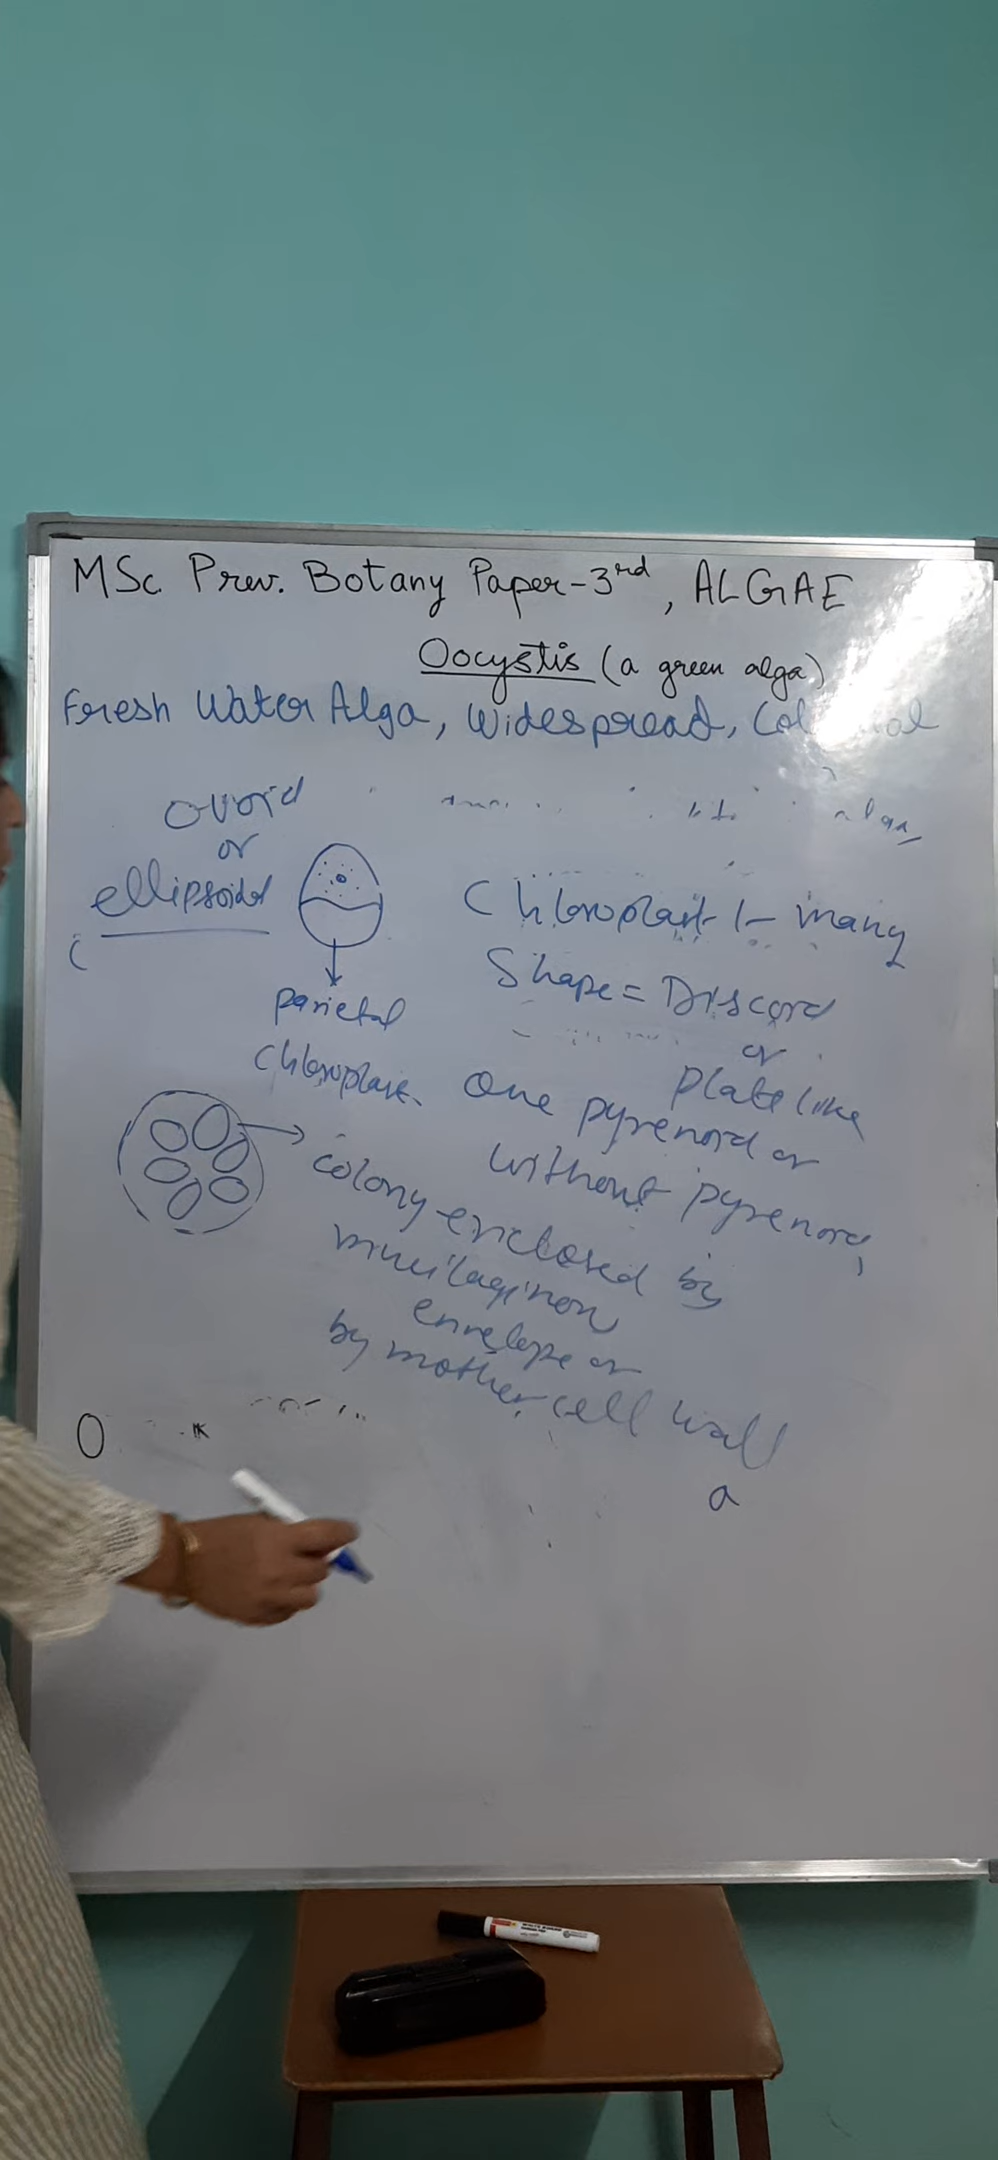 MSc. Prev. Botany Paper-3rd, ALGAE
Oocystis (a green alga)
Fresh Water Alga, Widespread,
ovoid
or
ellipsoidal
Chloroplast 1- many
Shape = Discoid
or
Plate like
parietal
Chloroplast.
One pyrenoid or
without pyrenoid,
colony enclosed by
mucilaginou
envelope or
by mother cell wall
a
O